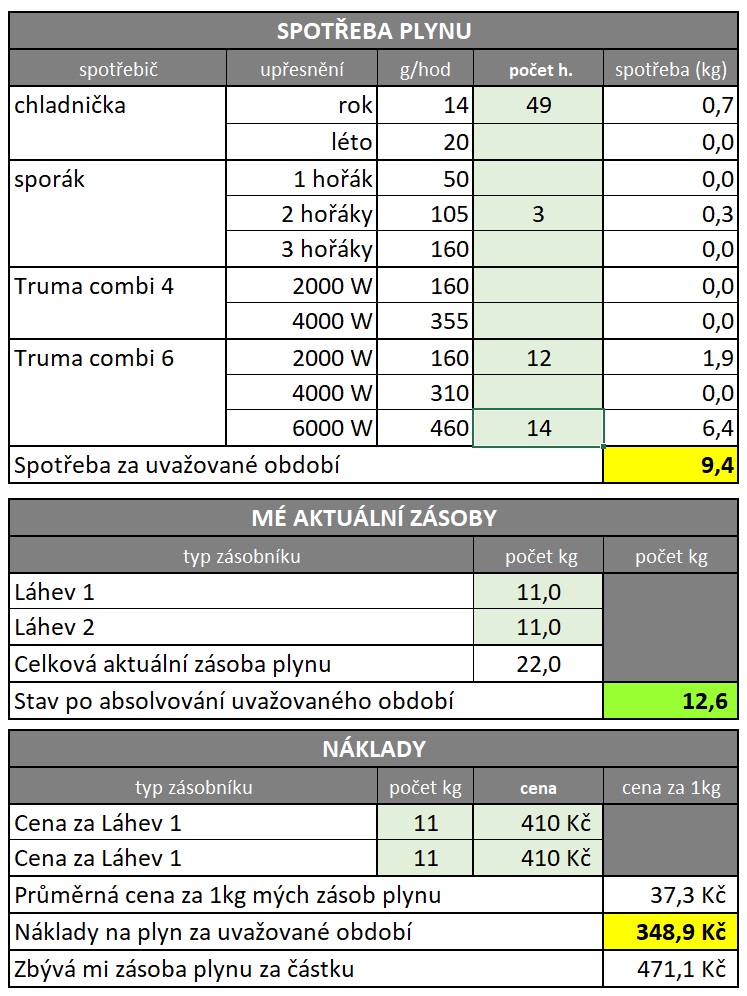 SPOTŘEBA PLYNU
spotřebič upřesnění g/hod počet h. spotřeba (kg)
chladnička rok 14 49 0,7
léto 20 0,0
sporák 1 hořák 50 0,0
2 hořáky 105 3 0,3
3 hořáky 160 0,0
Truma combi 4 2000 W 160 0,0
4000 W 355 0,0
Truma combi 6 2000 W 160 12 1,9
4000 W 310 0,0
6000 W 460 14 6,4
Spotřeba za uvažované období 9,4
MÉ AKTUÁLNÍ ZÁSOBY
typ zásobníku počet kg počet kg
Láhev 1 11,0
Láhev 2 11,0
Celková aktuální zásoba plynu 22,0
Stav po absolvování uvažovaného období 12,6
NÁKLADY
typ zásobníku počet kg cena cena za 1kg
Cena za Láhev 1 11 410 Kč
Cena za Láhev 1 11 410 Kč
Průměrná cena za 1kg mých zásob plynu 37,3 Kč
Náklady na plyn za uvažované období 348,9 Kč
Zbývá mi zásoba plynu za částku 471,1 Kč